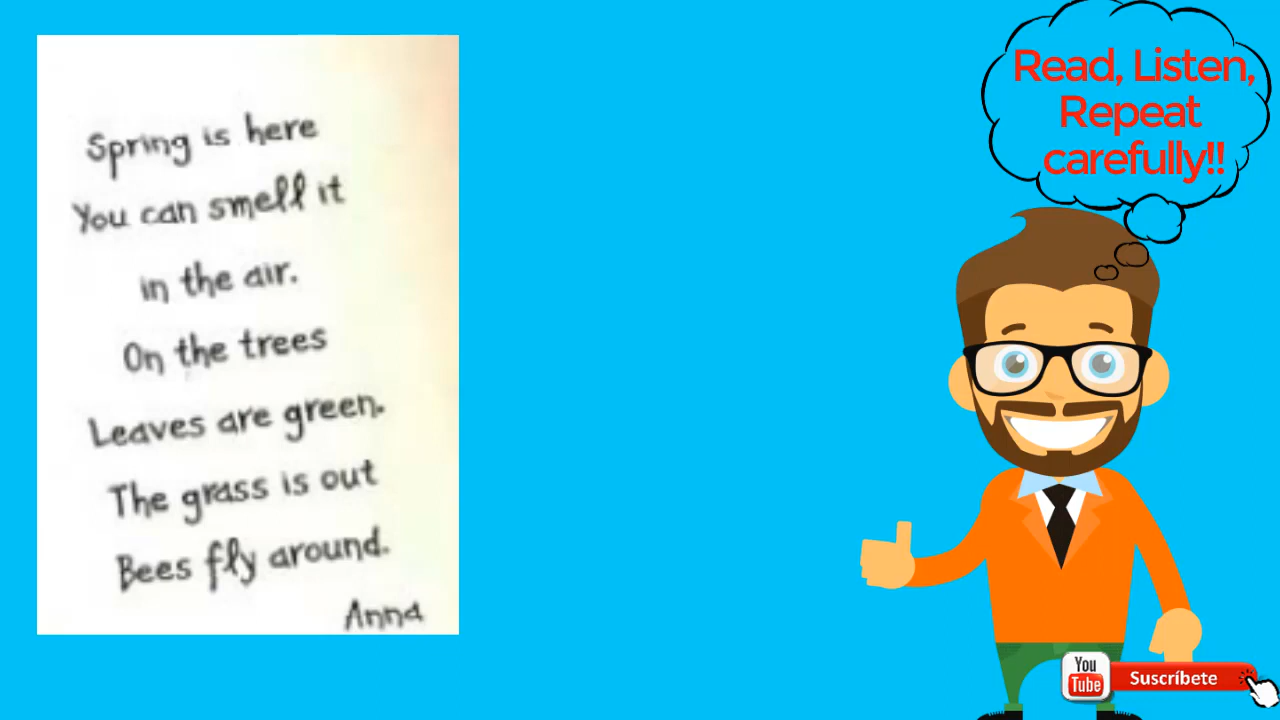 Spring is here
You can smell it
in the air.
On the trees
Leaves are green.
The grass is out
Bees fly around.
Anna
Read, Listen,
Repeat
carefully!!
You
Tube
Suscríbete